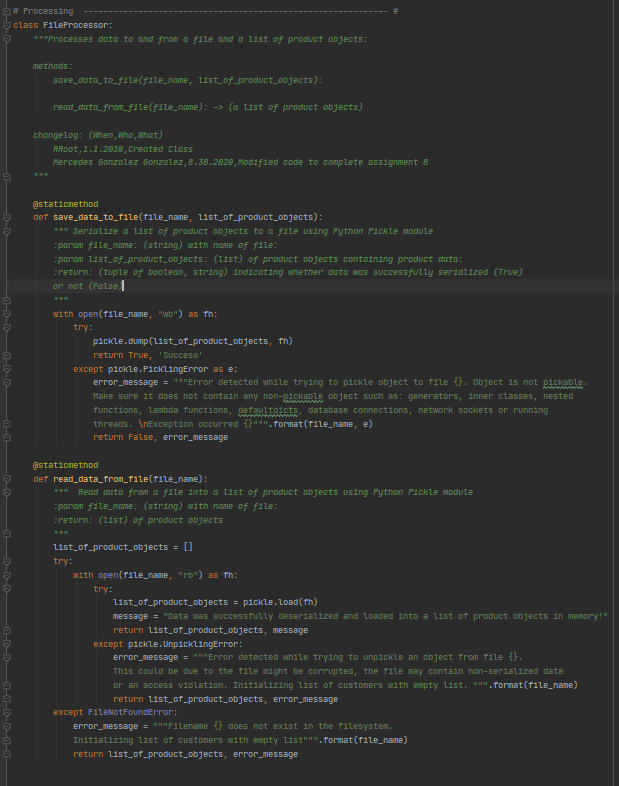 # Processing  ------------------------------------------------------------- #
class FileProcessor:
    """Processes data to and from a file and a list of product objects:

    methods:
        save_data_to_file(file_name, list_of_product_objects):

        read_data_from_file(file_name): -> (a list of product objects)

    changelog: (When,Who,What)
        RRoot,1.1.2030,Created Class
        Mercedes Gonzalez Gonzalez,8.30.2020,Modified code to complete assignment 8
    """

    @staticmethod
    def save_data_to_file(file_name, list_of_product_objects):
        """ Serialize a list of product objects to a file using Python Pickle module
        :param file_name: (string) with name of file:
        :param list_of_product_objects: (list) of product objects containing product data:
        :return: (tuple of boolean, string) indicating whether data was successfully serialized (True)
        or not (False)
        """
        with open(file_name, "wb") as fh:
            try:
                pickle.dump(list_of_product_objects, fh)
                return True, 'Success'
            except pickle.PicklingError as e:
                error_message = """Error detected while trying to pickle object to file {}. Object is not pickable.
                Make sure it does not contain any non-pickable object such as: generators, inner classes, nested
                functions, lambda functions, defaultdicts, database connections, network sockets or running
                threads. \nException occurred {}""".format(file_name, e)
                return False, error_message

    @staticmethod
    def read_data_from_file(file_name):
        """  Read data from a file into a list of product objects using Python Pickle module
        :param file_name: (string) with name of file:
        :return: (list) of product objects
        """
        list_of_product_objects = []
        try:
            with open(file_name, "rb") as fh:
                try:
                    list_of_product_objects = pickle.load(fh)
                    message = "Data was successfully deserialized and loaded into a list of product objects in memory!"
                    return list_of_product_objects, message
                except pickle.UnpicklingError:
                    error_message = """Error detected while trying to unpickle an object from file {}.
                    This could be due to the file might be corrupted, the file may contain non-serialized data
                    or an access violation. Initializing list of customers with empty list. """.format(file_name)
                    return list_of_product_objects, error_message
        except FileNotFoundError:
            error_message = """Filename {} does not exist in the filesystem.
            Initializing list of customers with empty list""".format(file_name)
            return list_of_product_objects, error_message